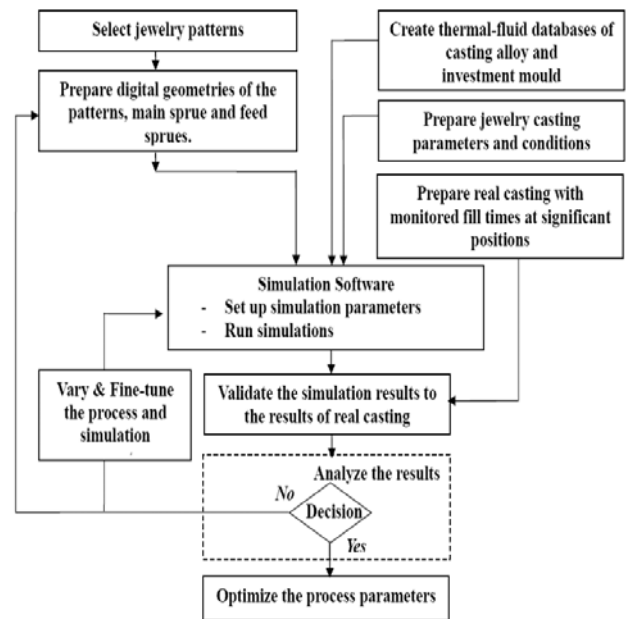 Select jewelry patterns
Prepare digital geometries of the
patterns, main sprue and feed
sprues.
Create thermal-fluid databases of
casting alloy and
investment mould
Prepare jewelry casting
parameters and conditions
Prepare real casting with
monitored fill times at significant
positions
Simulation Software
- Set up simulation parameters
- Run simulations
Vary & Fine-tune
the process and
simulation
Validate the simulation results to
the results of real casting
Analyze the results
No
Decision
Yes
Optimize the process parameters